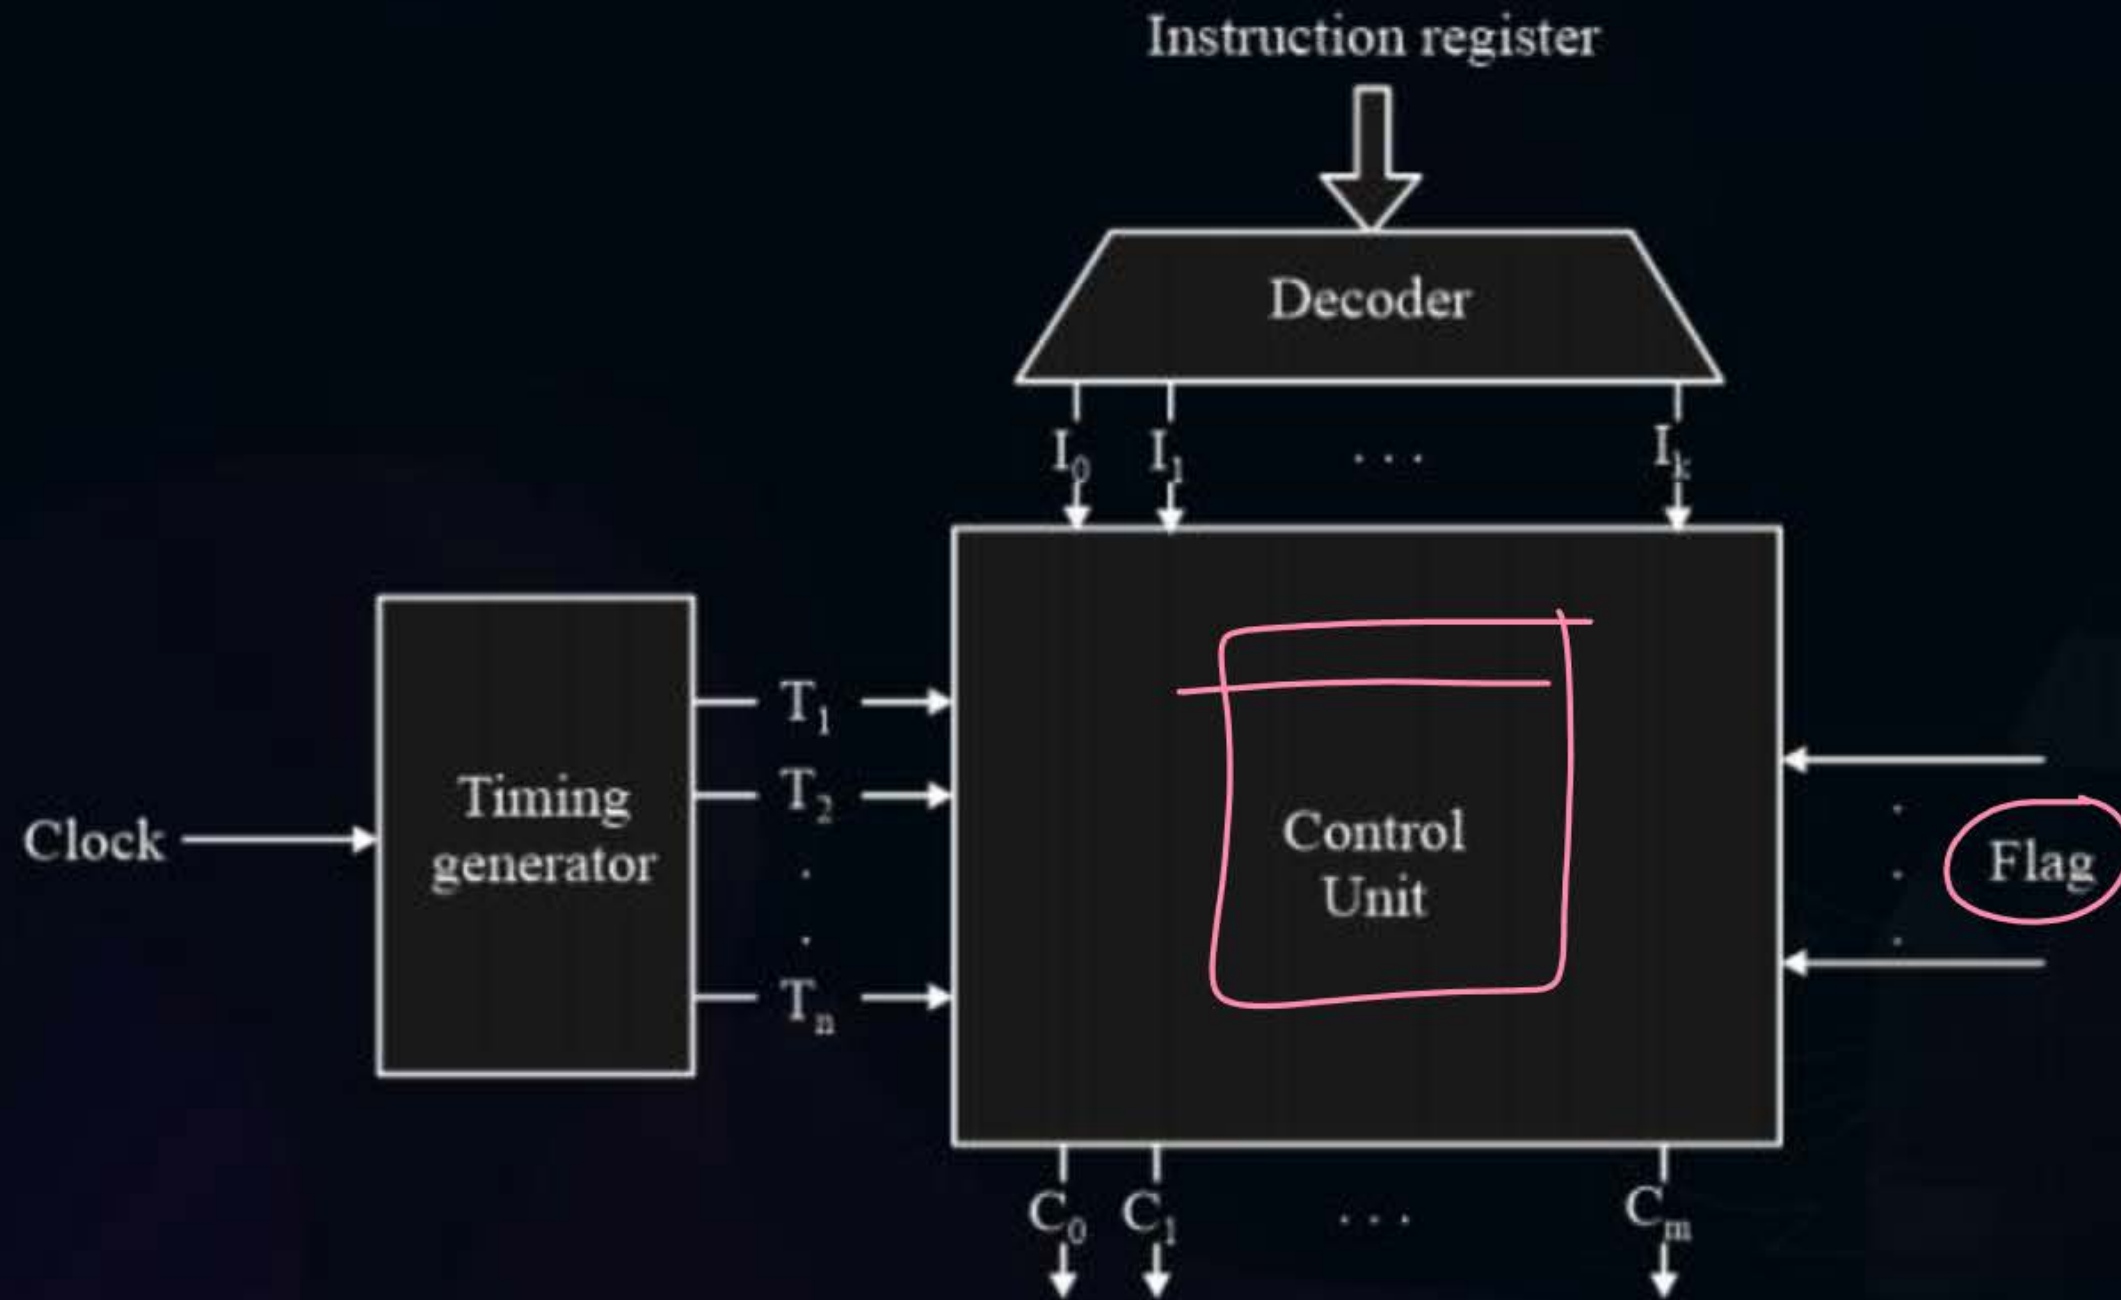 Instruction register
Decoder
I0 I1 ... Ik
Clock
Timing
generator
T1
T2
.
.
Tn
Control
Unit
.
.
.
Flag
C0 C1 ... Cm